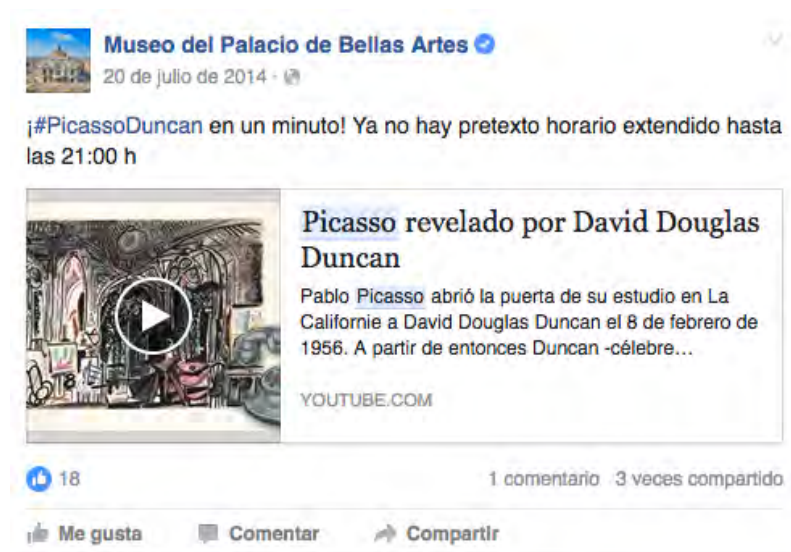 Museo del Palacio de Bellas Artes
20 de julio de 2014 ·
¡#PicassoDuncan en un minuto! Ya no hay pretexto horario extendido hasta
las 21:00 h
Picasso revelado por David Douglas
Duncan
Pablo Picasso abrió la puerta de su estudio en La
Californie a David Douglas Duncan el 8 de febrero de
1956. A partir de entonces Duncan -célebre...
YOUTUBE.COM
18
1 comentario 3 veces compartido
Me gusta Comentar Compartir